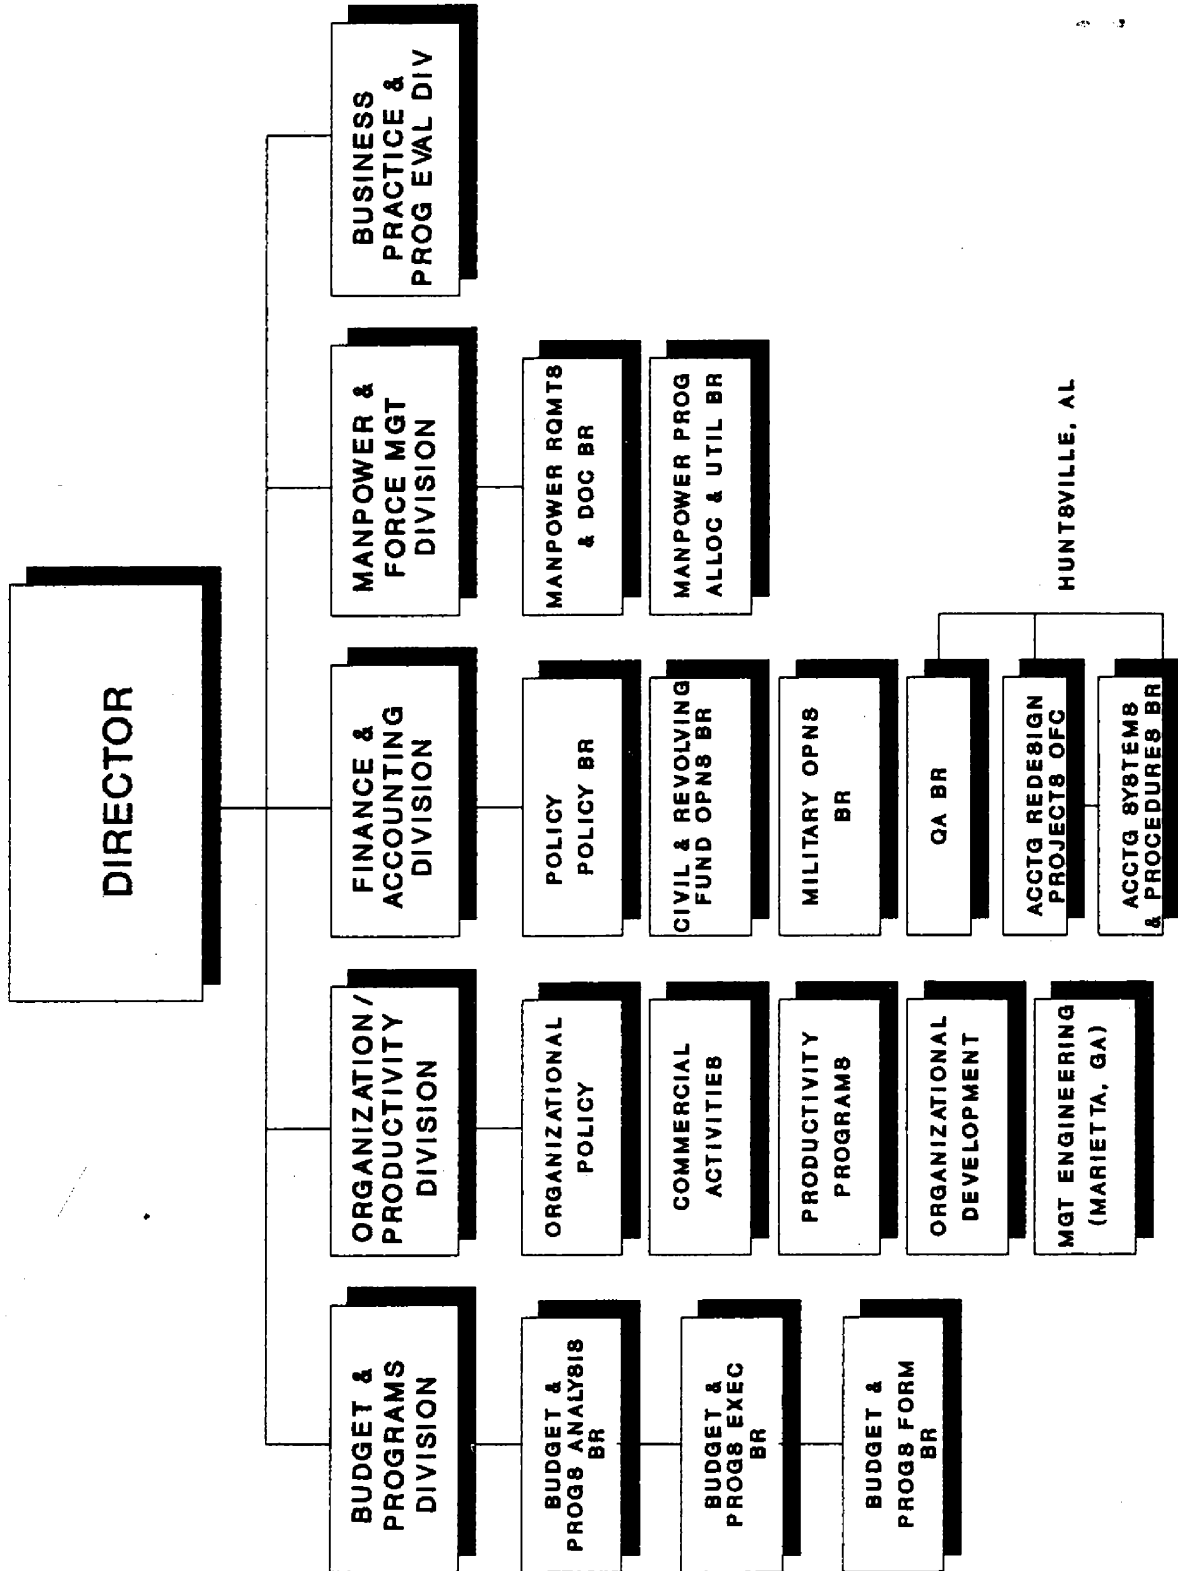 DIRECTOR
BUDGET &
PROGRAMS
DIVISION
BUDGET &
PROGS ANALYSIS
BR
BUDGET &
PROGS EXEC
BR
BUDGET &
PROGS FORM
BR
ORGANIZATION/
PRODUCTIVITY
DIVISION
ORGANIZATIONAL
POLICY
COMMERCIAL
ACTIVITIES
PRODUCTIVITY
PROGRAMS
ORGANIZATIONAL
DEVELOPMENT
MGT ENGINEERING
(MARIETTA, GA)
FINANCE &
ACCOUNTING
DIVISION
POLICY
POLICY BR
CIVIL & REVOLVING
FUND OPNS BR
MILITARY OPNS
BR
QA BR
ACCTG REDESIGN
PROJECTS OFC
ACCTG SYSTEMS
& PROCEDURES BR
HUNTSVILLE, AL
MANPOWER &
FORCE MGT
DIVISION
MANPOWER RQMTS
& DOC BR
MANPOWER PROG
ALLOC & UTIL BR
BUSINESS
PRACTICE &
PROG EVAL DIV